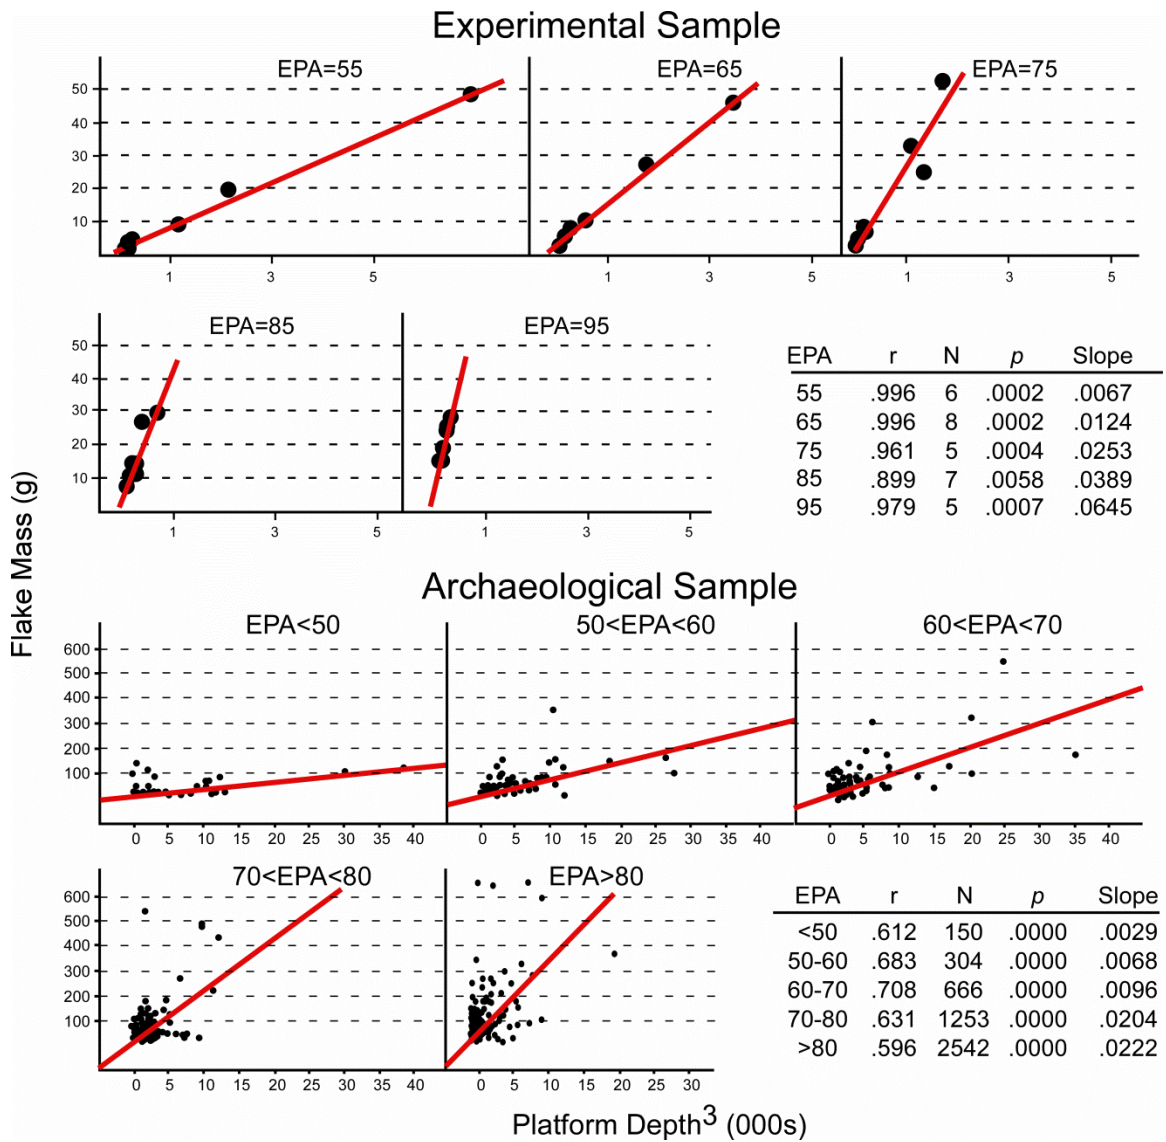 Experimental Sample
EPA=55
EPA=65
EPA=75
50
40
30
20
10
1 3 5
1 3 5
1 3 5
EPA=85
EPA=95
50
40
30
20
10
1 3 5
1 3 5
EPA r N p Slope
55 .996 6 .0002 .0067
65 .996 8 .0002 .0124
75 .961 5 .0004 .0253
85 .899 7 .0058 .0389
95 .979 5 .0007 .0645
Flake Mass (g)
Archaeological Sample
EPA<50
50<EPA<60
60<EPA<70
600
500
400
300
200
100
0 5 10 15 20 25 30 35 40
0 5 10 15 20 25 30 35 40
0 5 10 15 20 25 30 35 40
70<EPA<80
EPA>80
600
500
400
300
200
100
0 5 10 15 20 25 30 35 40
0 5 10 15 20 25 30
EPA r N p Slope
<50 .612 150 .0000 .0029
50-60 .683 304 .0000 .0068
60-70 .708 666 .0000 .0096
70-80 .631 1253 .0000 .0204
>80 .596 2542 .0000 .0222
Platform Depth³ (000s)